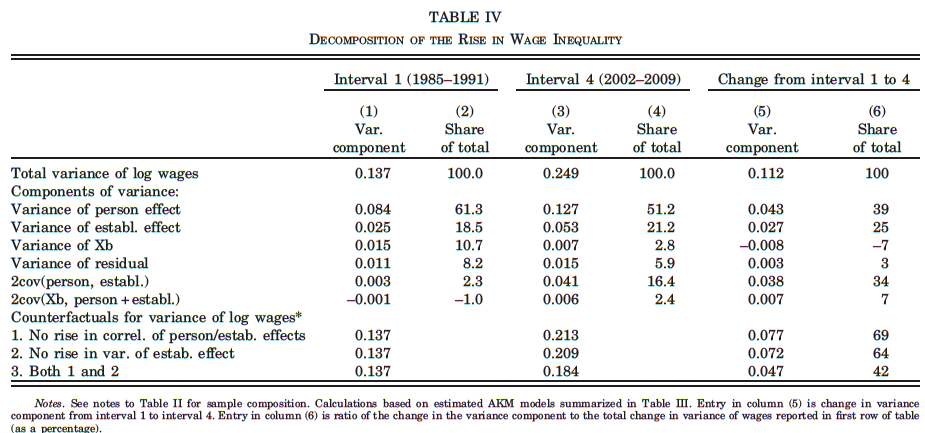 TABLE IV
DECOMPOSITION OF THE RISE IN WAGE INEQUALITY
Interval 1 (1985–1991) Interval 4 (2002–2009) Change from interval 1 to 4
(1) (2) (3) (4) (5) (6)
Var. Share Var. Share Var. Share
component of total component of total component of total
Total variance of log wages 0.137 100.0 0.249 100.0 0.112 100
Components of variance:
Variance of person effect 0.084 61.3 0.127 51.2 0.043 39
Variance of establ. effect 0.025 18.5 0.053 21.2 0.027 25
Variance of Xb 0.015 10.7 0.007 2.8 −0.008 −7
Variance of residual 0.011 8.2 0.015 5.9 0.003 3
2cov(person, establ.) 0.003 2.3 0.041 16.4 0.038 34
2cov(Xb, person + establ.) −0.001 −1.0 0.006 2.4 0.007 7
Counterfactuals for variance of log wages*
1. No rise in correl. of person/estab. effects 0.137 0.213 0.077 69
2. No rise in var. of estab. effect 0.137 0.209 0.072 64
3. Both 1 and 2 0.137 0.184 0.047 42
Notes. See notes to Table II for sample composition. Calculations based on estimated AKM models summarized in Table III. Entry in column (5) is change in variance
component from interval 1 to interval 4. Entry in column (6) is ratio of the change in the variance component to the total change in variance of wages reported in first row of table
(as a percentage).